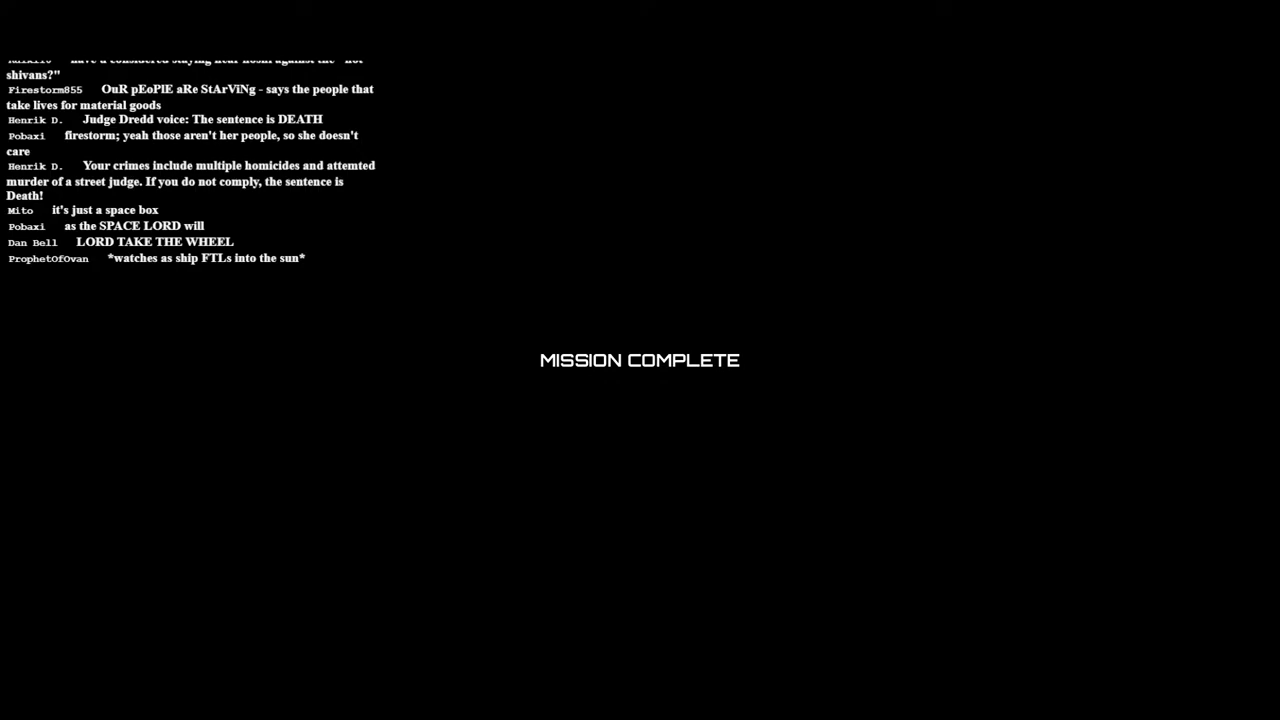 shivans?"
Firestorm855 OuR pEoPlE aRe StArViNg - says the people that
take lives for material goods
Henrik D. Judge Dredd voice: The sentence is DEATH
Pobaxi firestorm; yeah those aren't her people, so she doesn't
care
Henrik D. Your crimes include multiple homicides and attemted
murder of a street judge. If you do not comply, the sentence is
Death!
Mito it's just a space box
Pobaxi as the SPACE LORD will
Dan Bell LORD TAKE THE WHEEL
ProphetOfOvan *watches as ship FTLs into the sun*
MISSION COMPLETE